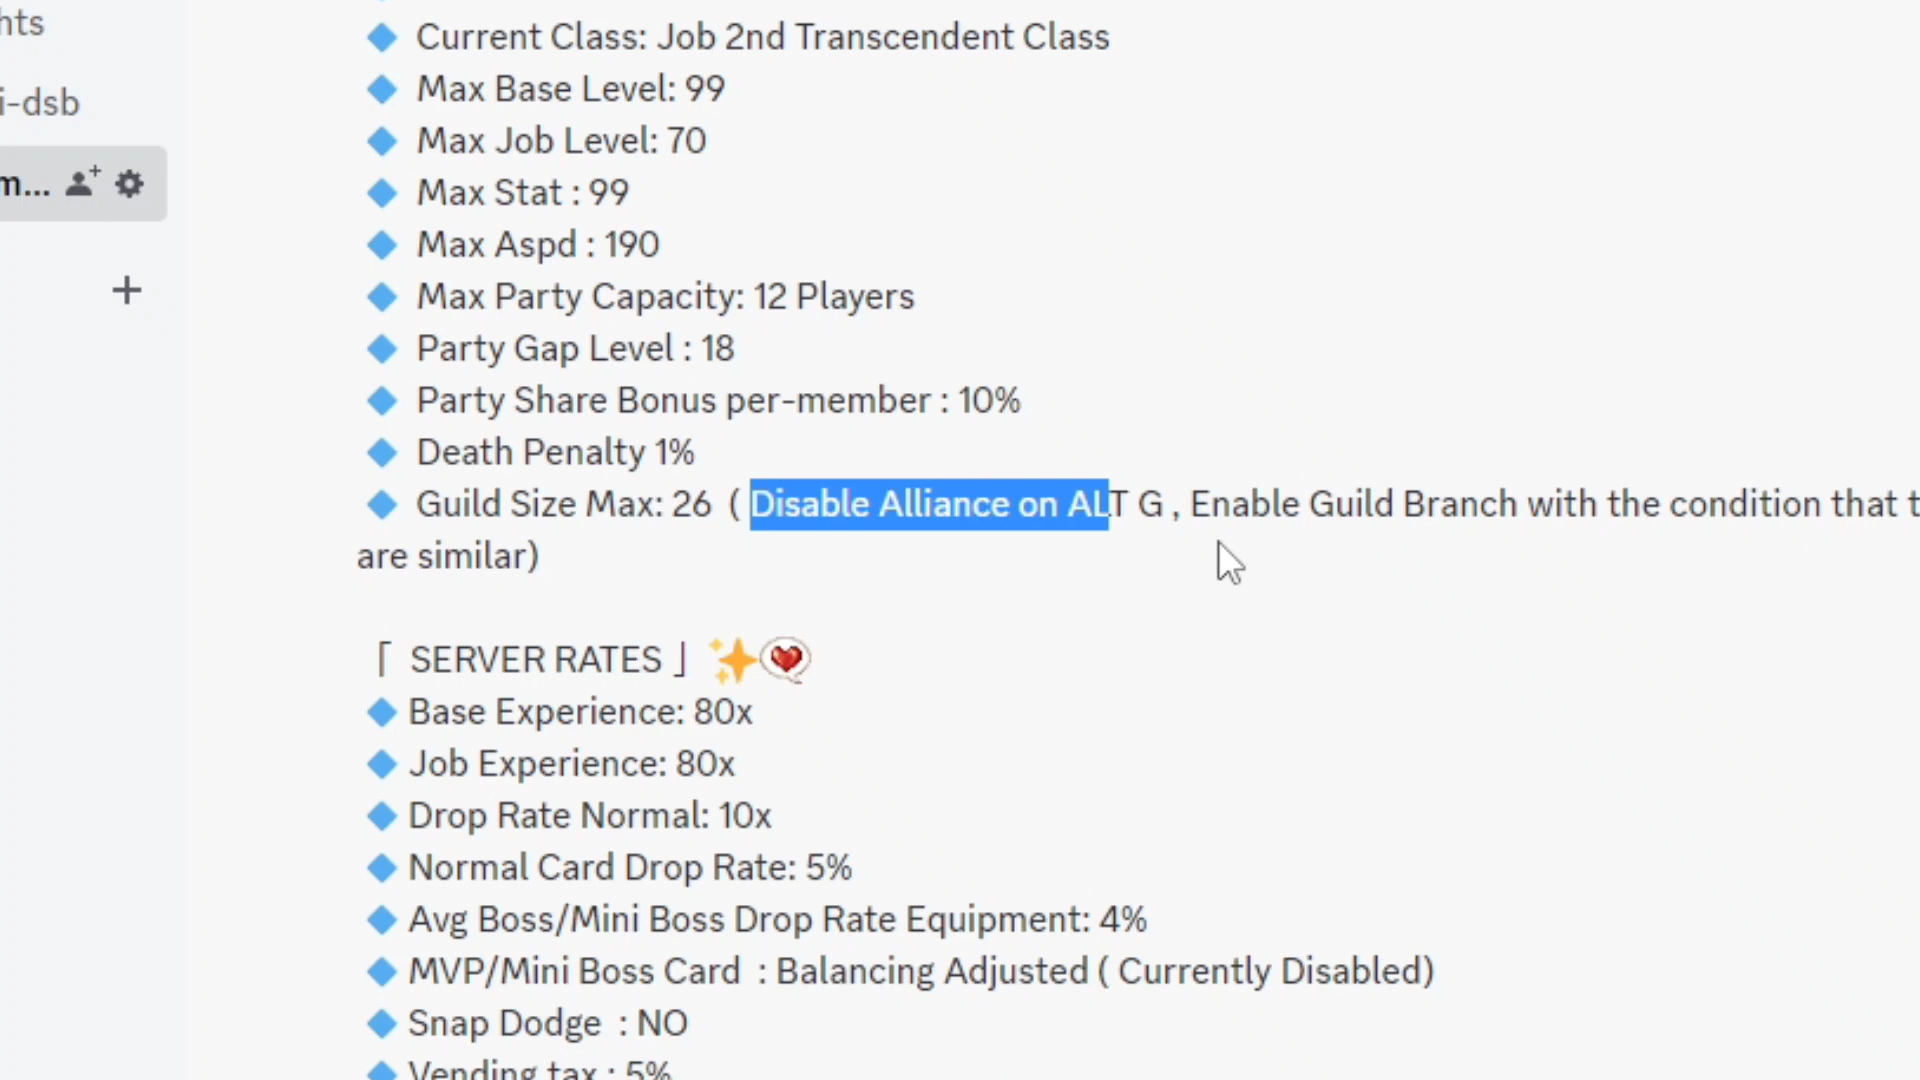 hts
i-dsb
m...
Current Class: Job 2nd Transcendent Class
Max Base Level: 99
Max Job Level: 70
Max Stat : 99
Max Aspd : 190
Max Party Capacity: 12 Players
Party Gap Level : 18
Party Share Bonus per-member : 10%
Death Penalty 1%
Guild Size Max: 26 ( Disable Alliance on ALT G , Enable Guild Branch with the condition that t
are similar)
「 SERVER RATES 」
Base Experience: 80x
Job Experience: 80x
Drop Rate Normal: 10x
Normal Card Drop Rate: 5%
Avg Boss/Mini Boss Drop Rate Equipment: 4%
MVP/Mini Boss Card : Balancing Adjusted ( Currently Disabled)
Snap Dodge : NO
Vending tax : 5%